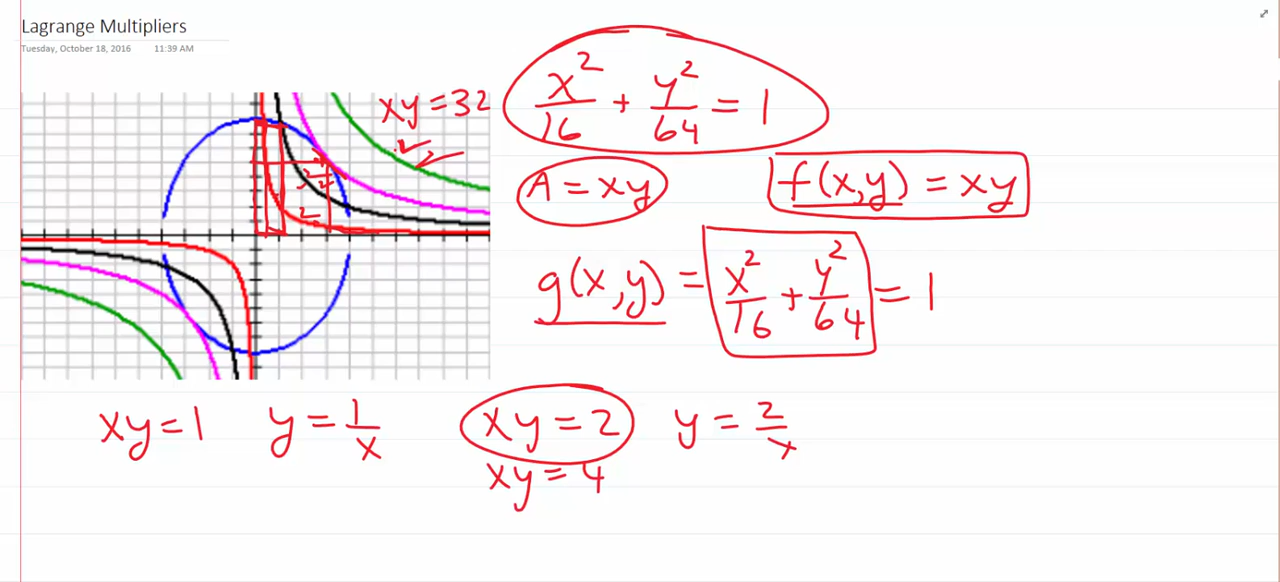 Lagrange Multipliers
Tuesday, October 18, 2016 11:39 AM
xy = 32
x²/16 + y²/64 = 1
A = xy
f(x,y) = xy
g(x,y) = x²/16 + y²/64 = 1
xy = 1 y = 1/x xy = 2 y = 2/x
xy = 4